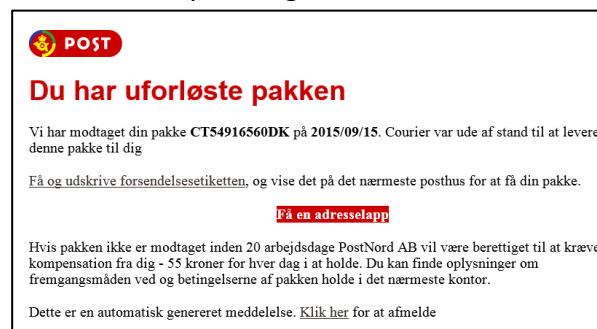 POST
Du har uforløste pakken
Vi har modtaget din pakke CT54916560DK på 2015/09/15. Courier var ude af stand til at levere
denne pakke til dig
Få og udskrive forsendelsesetiketten, og vise det på det nærmeste posthus for at få din pakke.
Få en adresselapp
Hvis pakken ikke er modtaget inden 20 arbejdsdage PostNord AB vil være berettiget til at kræve
kompensation fra dig - 55 kroner for hver dag i at holde. Du kan finde oplysninger om
fremgangsmåden ved og betingelserne af pakken holde i det nærmeste kontor.
Dette er en automatisk genereret meddelelse. Klik her for at afmelde